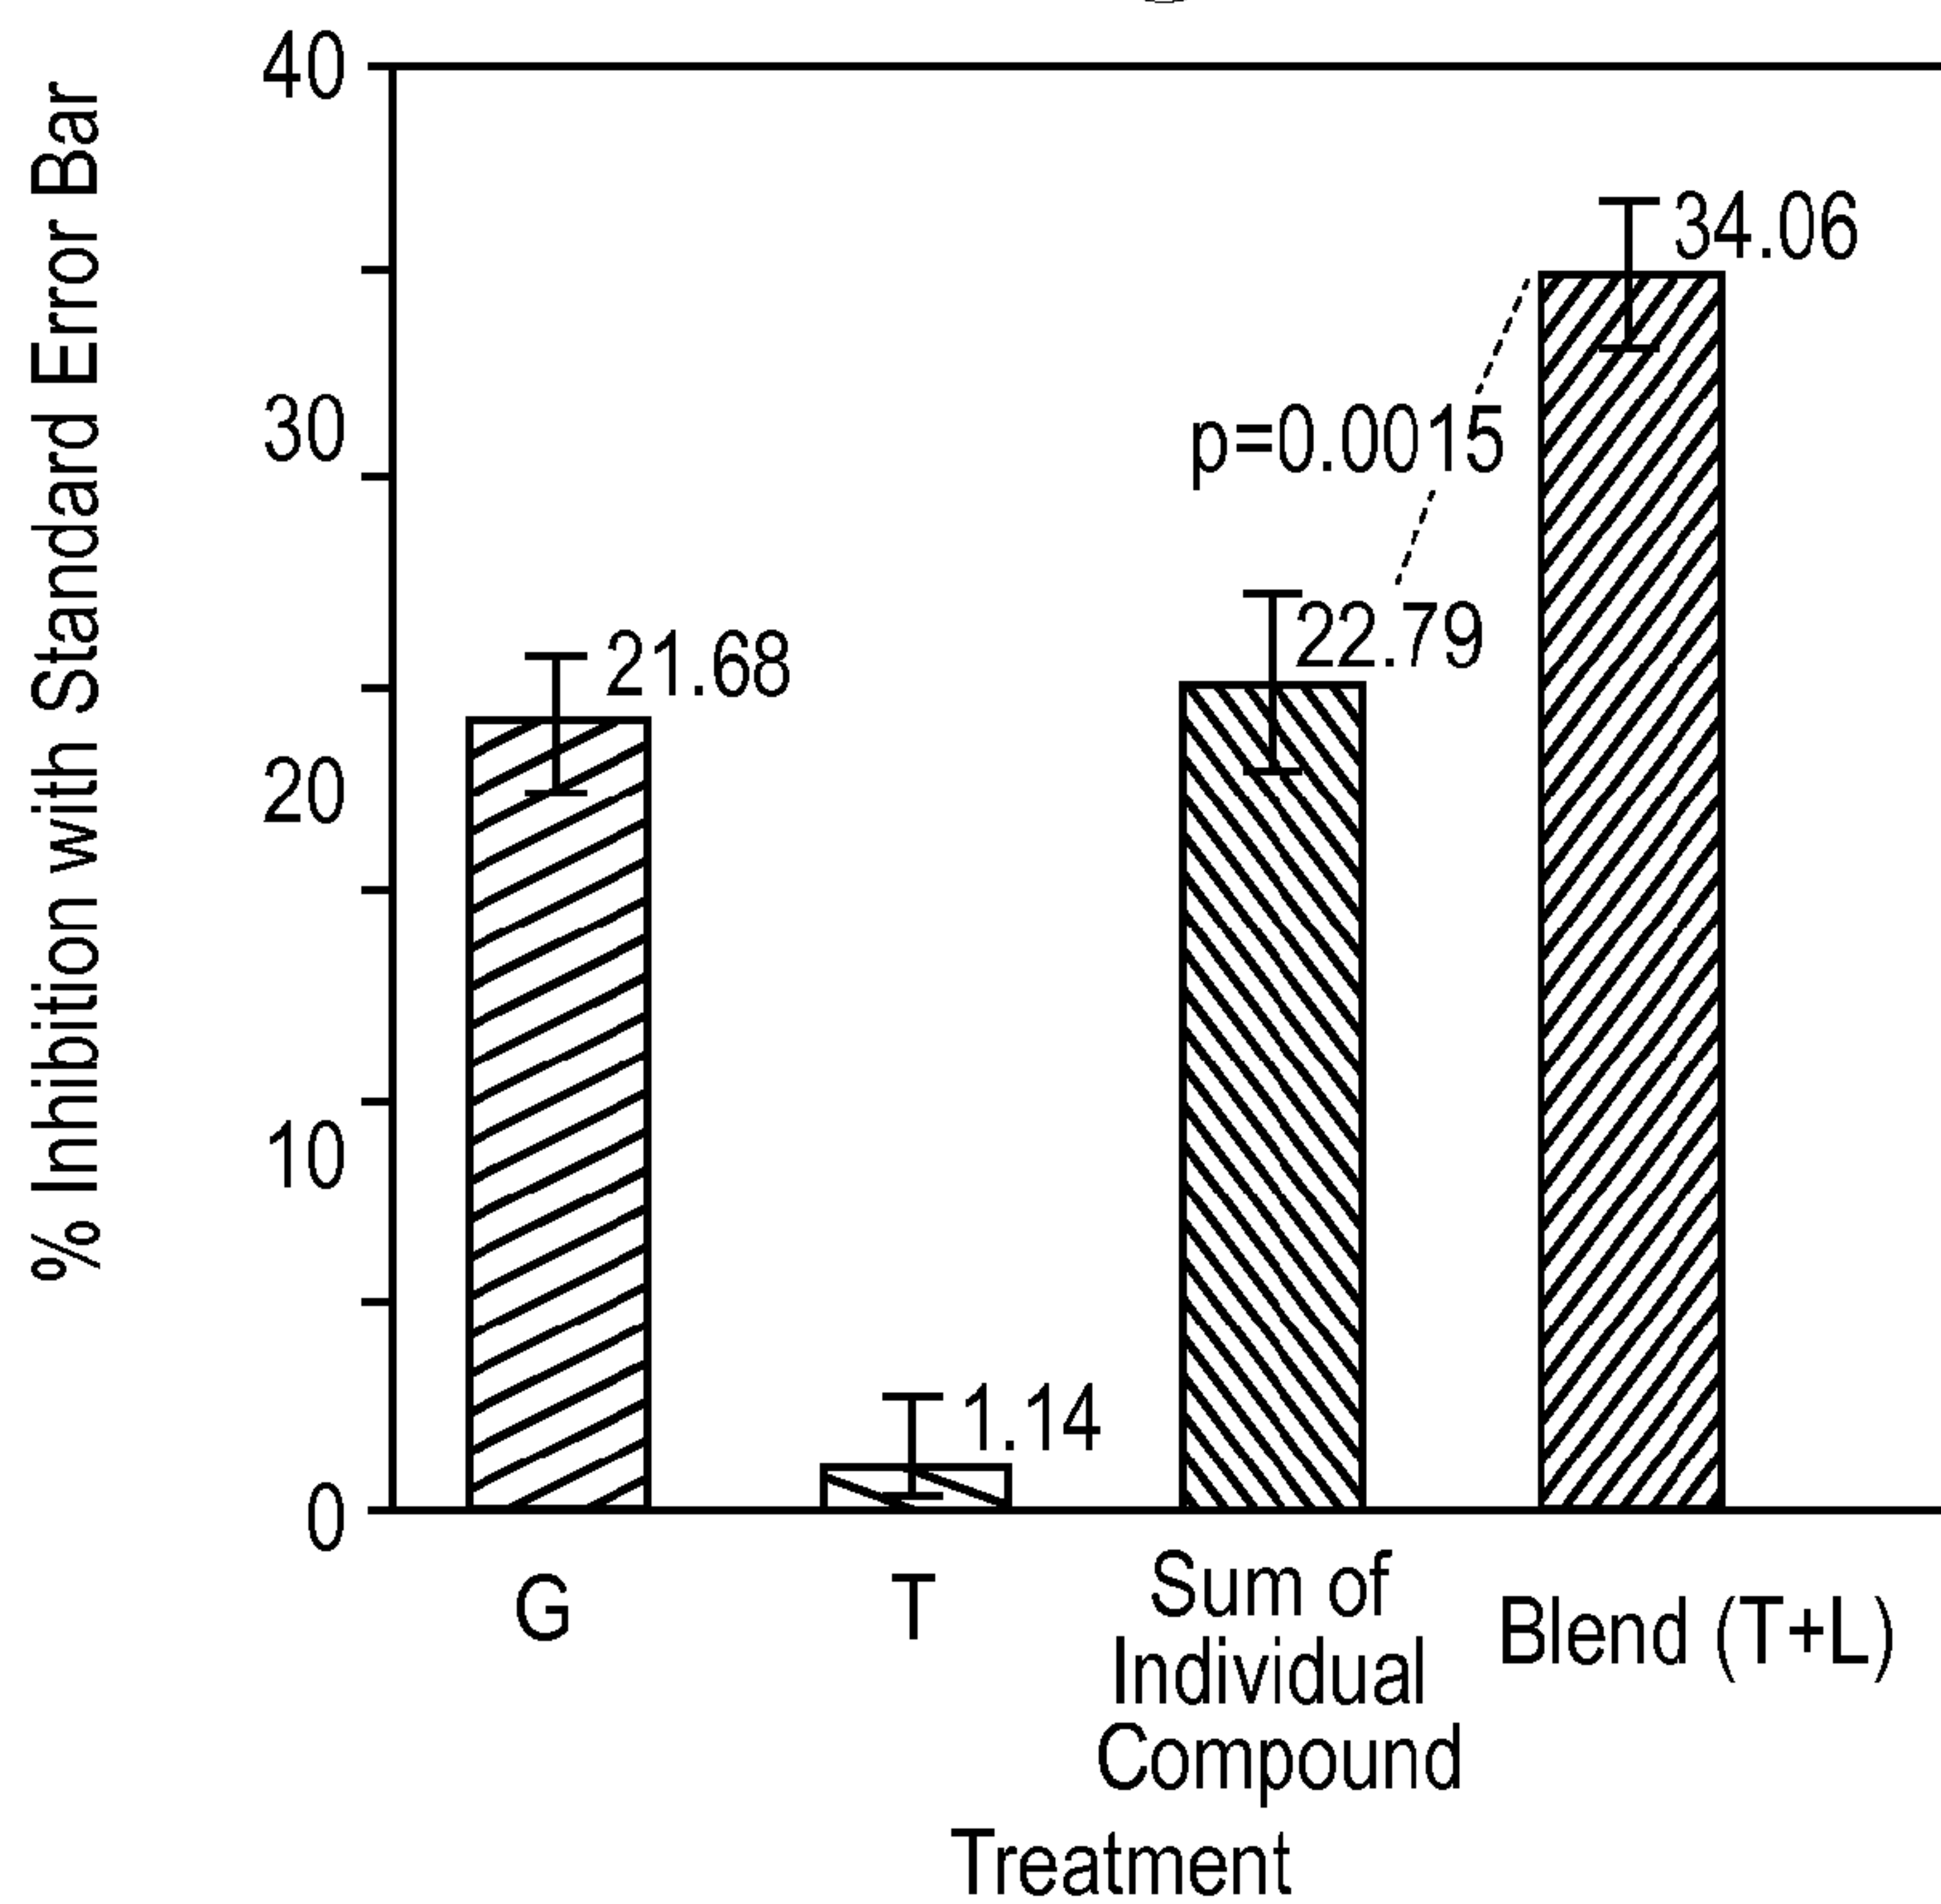 % Inhibition with Standard Error Bar
40
30
20
10
0
21.68
1.14
22.79
p=0.0015
34.06
G
T
Sum of
Individual
Compound
Blend (T+L)
Treatment